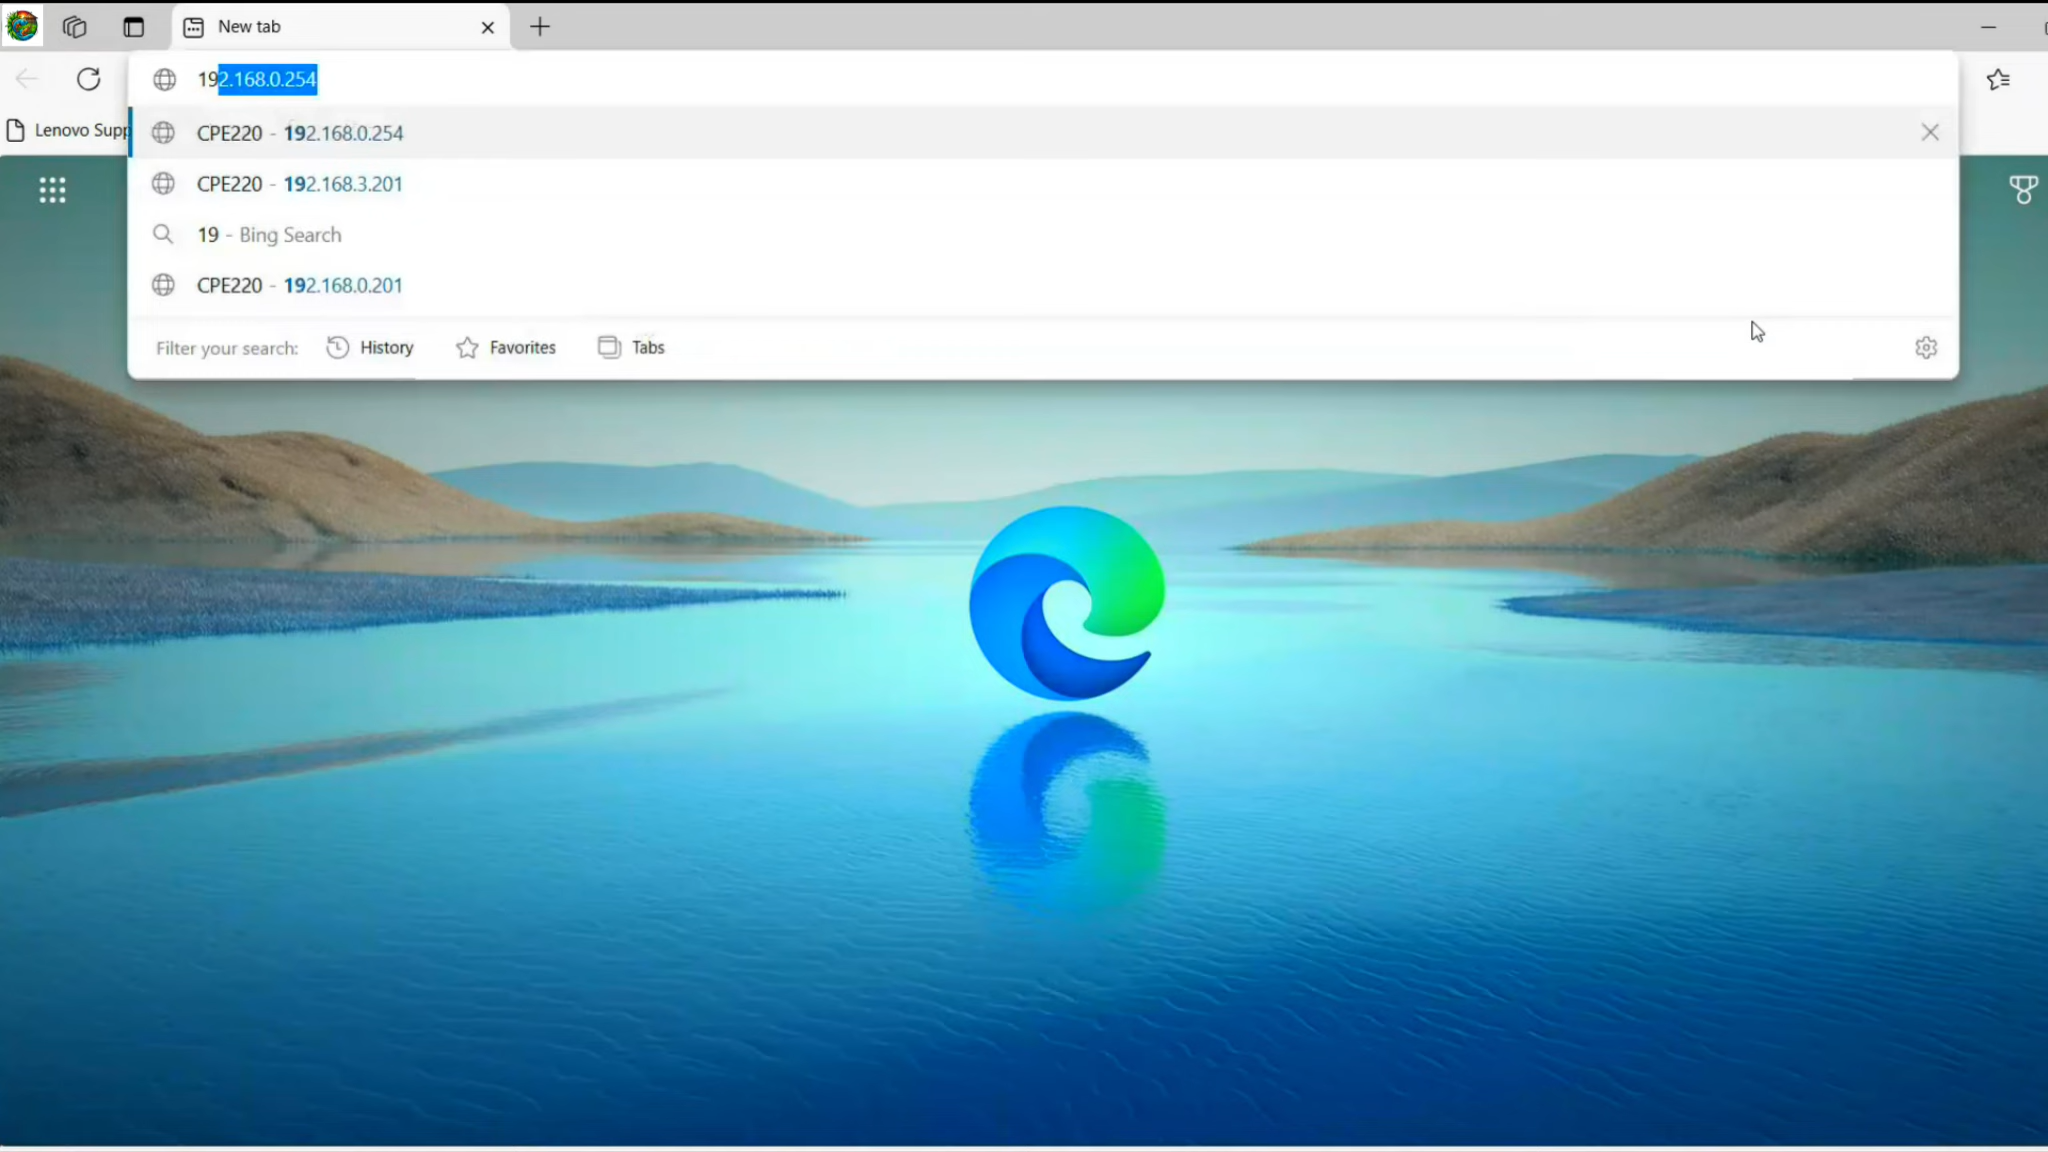 New tab
192.168.0.254
Lenovo Supp
CPE220 - 192.168.0.254
CPE220 - 192.168.3.201
19 - Bing Search
CPE220 - 192.168.0.201
Filter your search: History Favorites Tabs